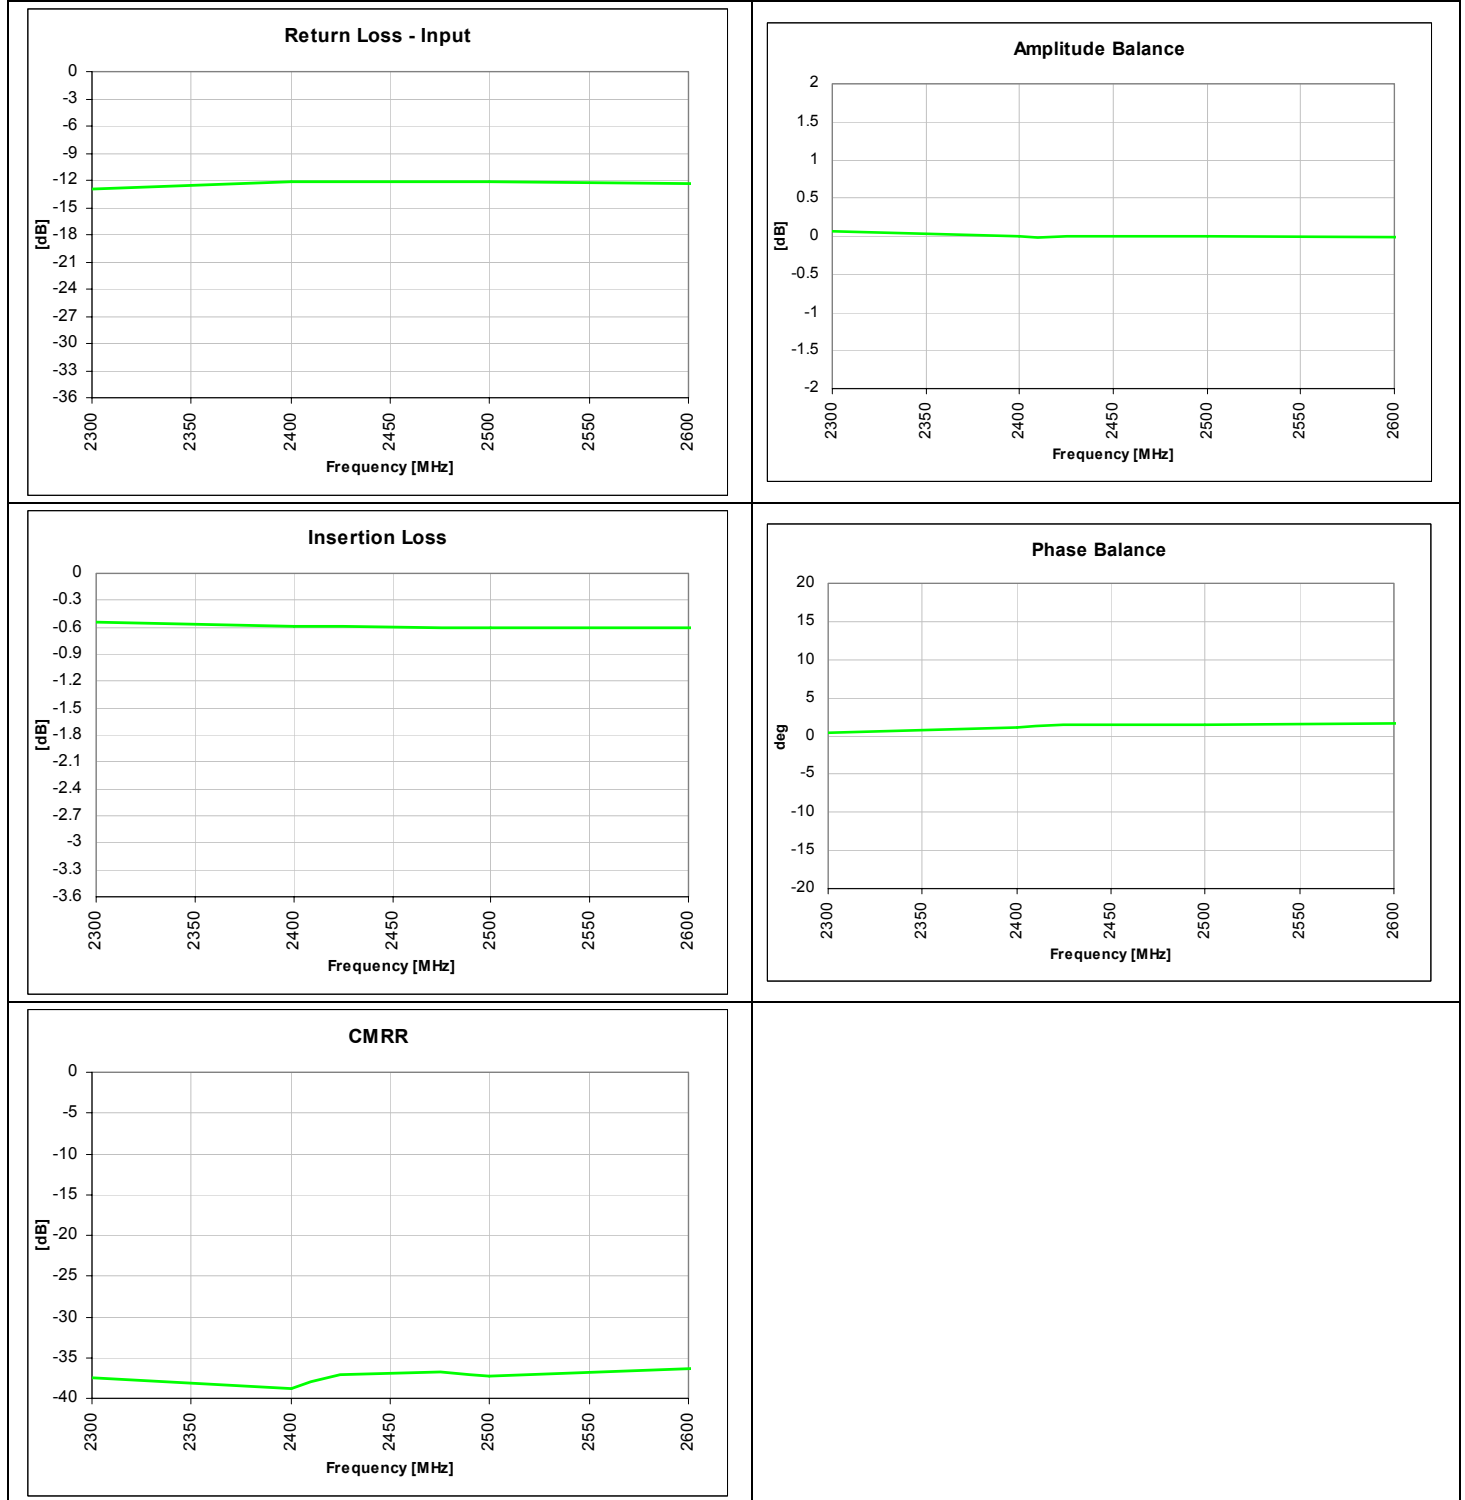 Return Loss - Input
0
-3
-6
-9
-12
-15
-18
-21
-24
-27
-30
-33
-36
[dB]
2300 2350 2400 2450 2500 2550 2600
Frequency [MHz]
Amplitude Balance
2
1.5
1
0.5
0
-0.5
-1
-1.5
-2
[dB]
2300 2350 2400 2450 2500 2550 2600
Frequency [MHz]
Insertion Loss
0
-0.3
-0.6
-0.9
-1.2
-1.5
-1.8
-2.1
-2.4
-2.7
-3
-3.3
-3.6
[dB]
2300 2350 2400 2450 2500 2550 2600
Frequency [MHz]
Phase Balance
20
15
10
5
0
-5
-10
-15
-20
deg
2300 2350 2400 2450 2500 2550 2600
Frequency [MHz]
CMRR
0
-5
-10
-15
-20
-25
-30
-35
-40
[dB]
2300 2350 2400 2450 2500 2550 2600
Frequency [MHz]